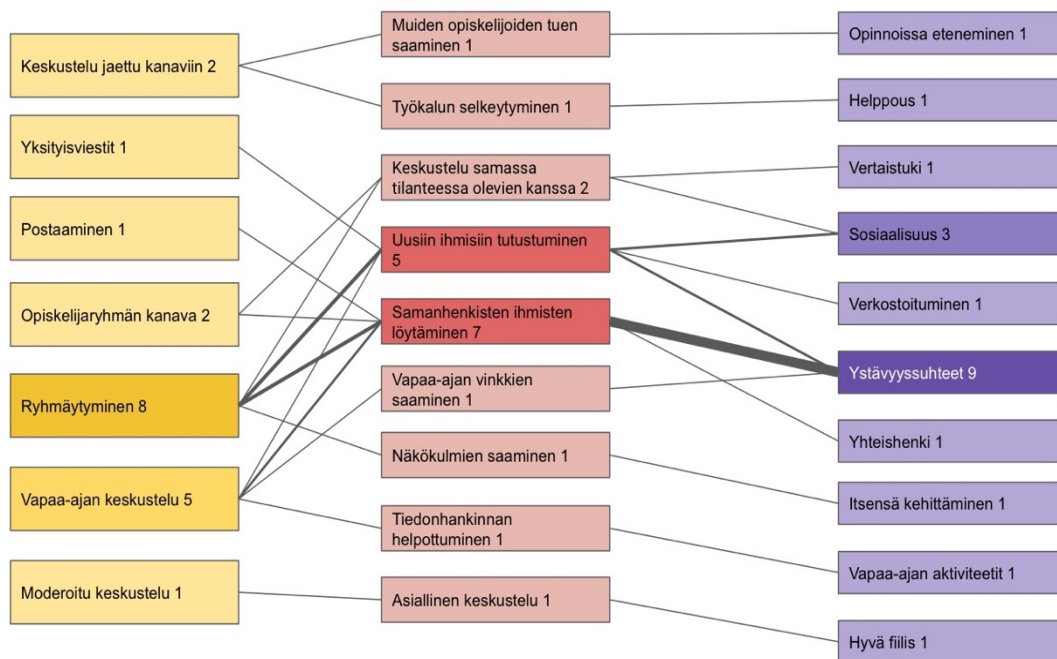 Keskustelu jaettu kanaviin 2
Yksityisviestit 1
Postaaminen 1
Opiskelijaryhmän kanava 2
Ryhmäytyminen 8
Vapaa-ajan keskustelu 5
Moderoitu keskustelu 1
Muiden opiskelijoiden tuen
saaminen 1
Työkalun selkeytyminen 1
Keskustelu samassa
tilanteessa olevien kanssa 2
Uusiin ihmisiin tutustuminen
5
Samanhenkisten ihmisten
löytäminen 7
Vapaa-ajan vinkkien
saaminen 1
Näkökulmien saaminen 1
Tiedonhankinnan
helpottuminen 1
Asiallinen keskustelu 1
Opinnoissa eteneminen 1
Helppous 1
Vertaistuki 1
Sosiaalisuus 3
Verkostoituminen 1
Ystävyyssuhteet 9
Yhteishenki 1
Itsensä kehittäminen 1
Vapaa-ajan aktiviteetit 1
Hyvä fiilis 1